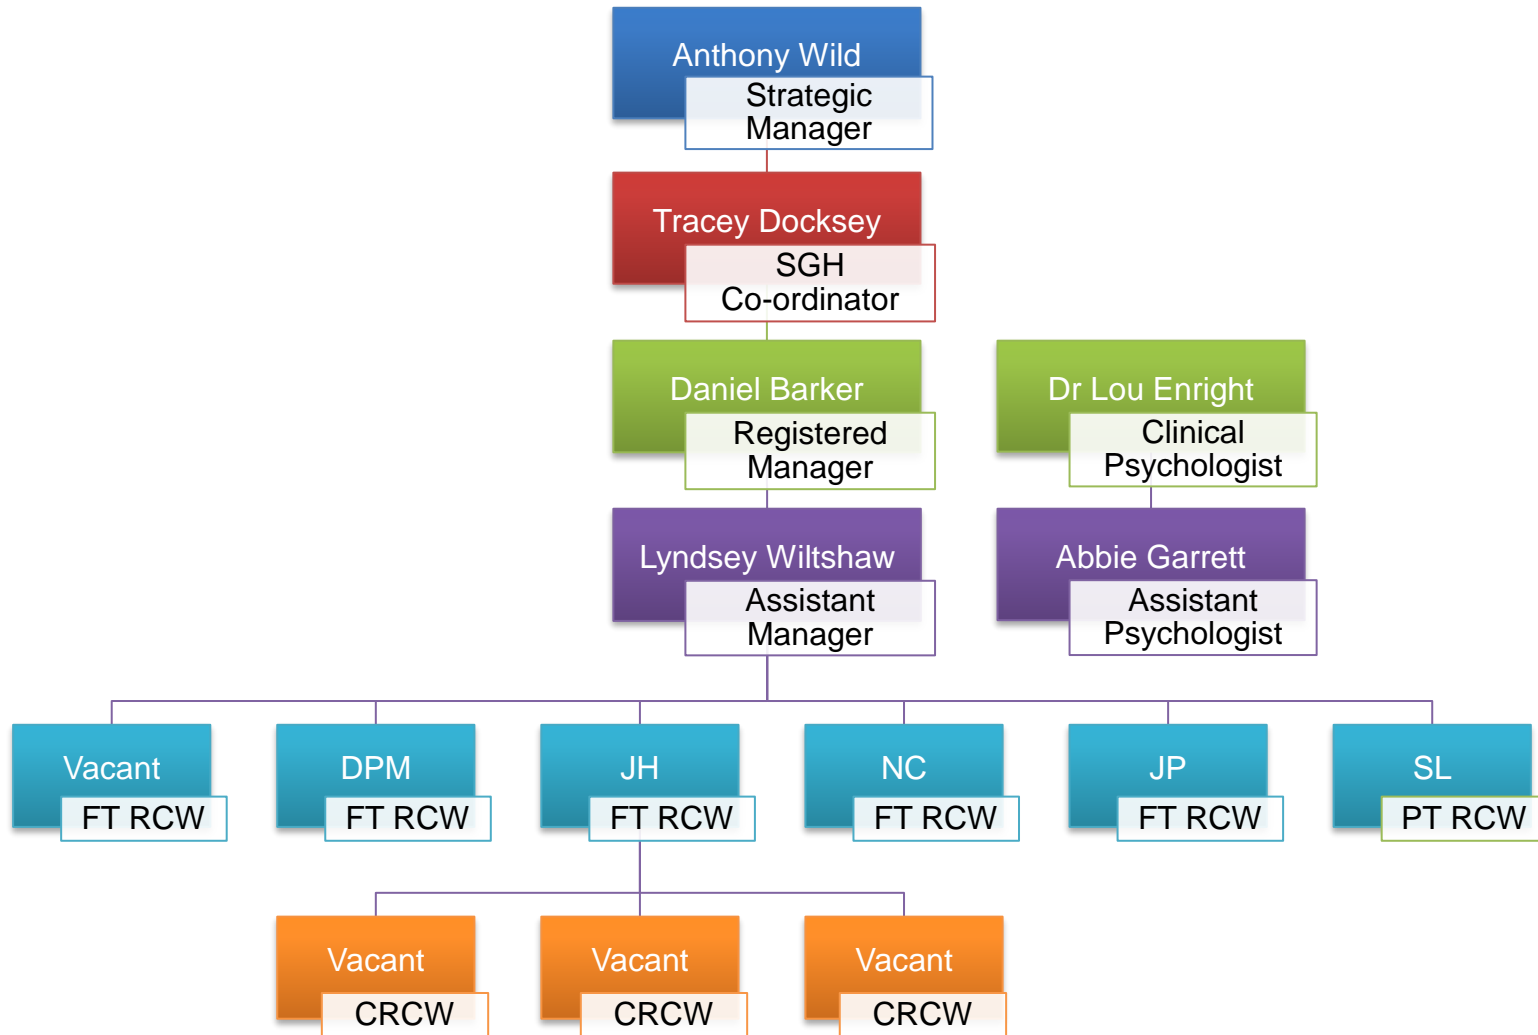 Anthony Wild
Strategic
Manager
Tracey Docksey
SGH
Co-ordinator
Daniel Barker
Registered
Manager
Dr Lou Enright
Clinical
Psychologist
Lyndsey Wiltshaw
Assistant
Manager
Abbie Garrett
Assistant
Psychologist
Vacant
FT RCW
DPM
FT RCW
JH
FT RCW
NC
FT RCW
JP
FT RCW
SL
PT RCW
Vacant
CRCW
Vacant
CRCW
Vacant
CRCW